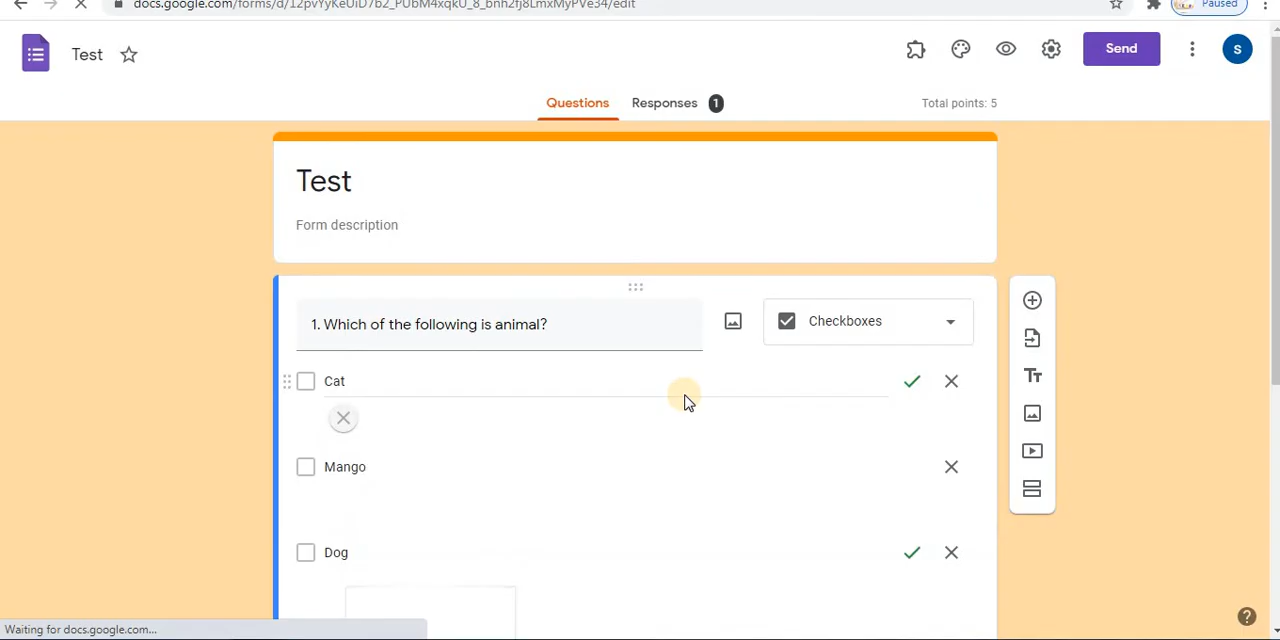 docs.google.com/forms/d/12pvYyKeUiD7b2_PUbM4xqkU_8_bnh2fj8LmxMyPVe34/edit
Paused
Test
Send
S
Questions
Responses 1
Total points: 5
Test
Form description
1. Which of the following is animal?
Checkboxes
Cat
Tт
Mango
Dog
Waiting for docs.google.com...